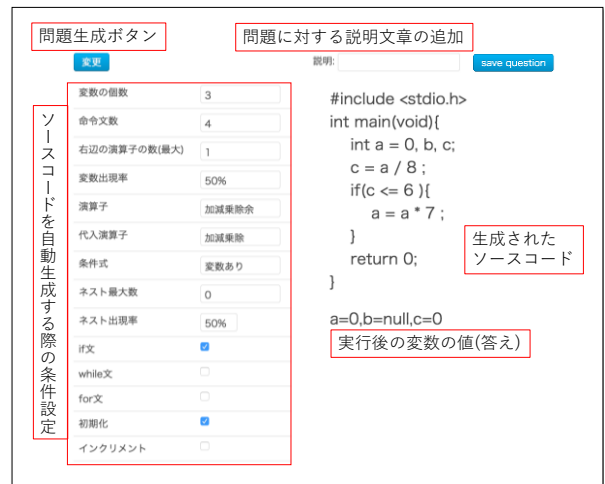 問題生成ボタン
問題に対する説明文章の追加
変更
説明:
save question
ソースコードを自動生成する際の条件設定
変数の個数 3
命令文数 4
右辺の演算子の数(最大) 1
変数出現率 50%
演算子 加減乗除余
代入演算子 加減乗除
条件式 変数あり
ネスト最大数 0
ネスト出現率 50%
if文
while文
for文
初期化
インクリメント
#include <stdio.h>
int main(void){
int a = 0, b, c;
c = a / 8 ;
if(c <= 6 ){
a = a * 7 ;
}
return 0;
}
生成された
ソースコード
a=0,b=null,c=0
実行後の変数の値(答え)